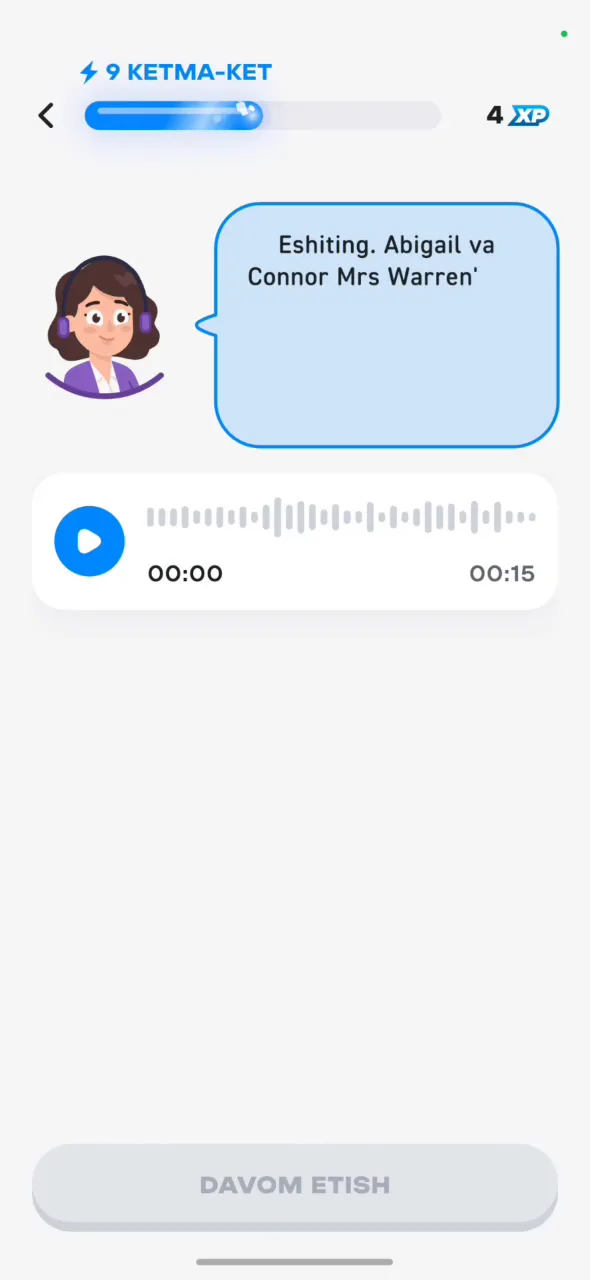 9 KETMA-KET
4 XP
Eshiting. Abigail va
Connor Mrs Warren'
00:00
00:15
DAVOM ETISH